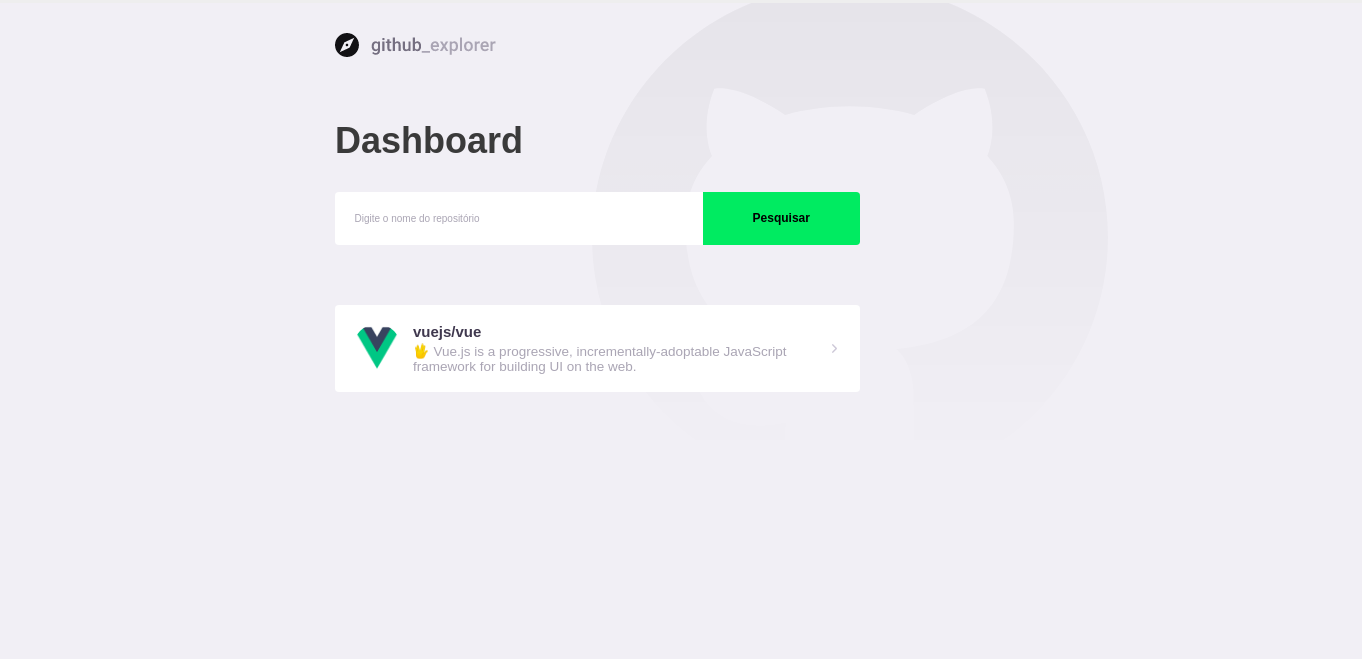 github_explorer
Dashboard
Digite o nome do repositório
Pesquisar
vuejs/vue
🖖 Vue.js is a progressive, incrementally-adoptable JavaScript
framework for building UI on the web.